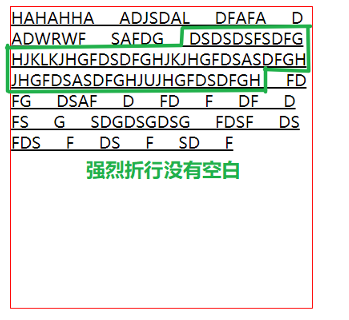 HAHAHHA ADJSDAL DFAFA D
ADWRWF SAFDG DSDSDSFSDFG
HJKLKJHGFDSDFGHJKJHGFDSASDFGH
JHGFDSASDFGHJUJHGFDSDFGH FD
FG DSAF D FD F DF D
FS G SDGDSGDSG FDSF DS
FDS F DS F SD F
强烈折行没有空白